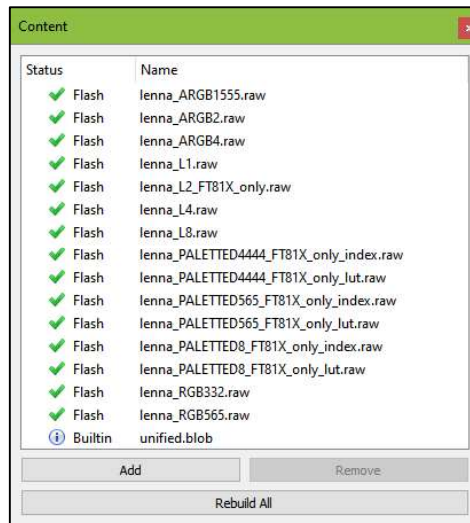 Content
Status Name
Flash lenna_ARGB1555.raw
Flash lenna_ARGB2.raw
Flash lenna_ARGB4.raw
Flash lenna_L1.raw
Flash lenna_L2_FT81X_only.raw
Flash lenna_L4.raw
Flash lenna_L8.raw
Flash lenna_PALETTED4444_FT81X_only_index.raw
Flash lenna_PALETTED4444_FT81X_only_lut.raw
Flash lenna_PALETTED565_FT81X_only_index.raw
Flash lenna_PALETTED565_FT81X_only_lut.raw
Flash lenna_PALETTED8_FT81X_only_index.raw
Flash lenna_PALETTED8_FT81X_only_lut.raw
Flash lenna_RGB332.raw
Flash lenna_RGB565.raw
Builtin unified.blob
Add Remove
Rebuild All